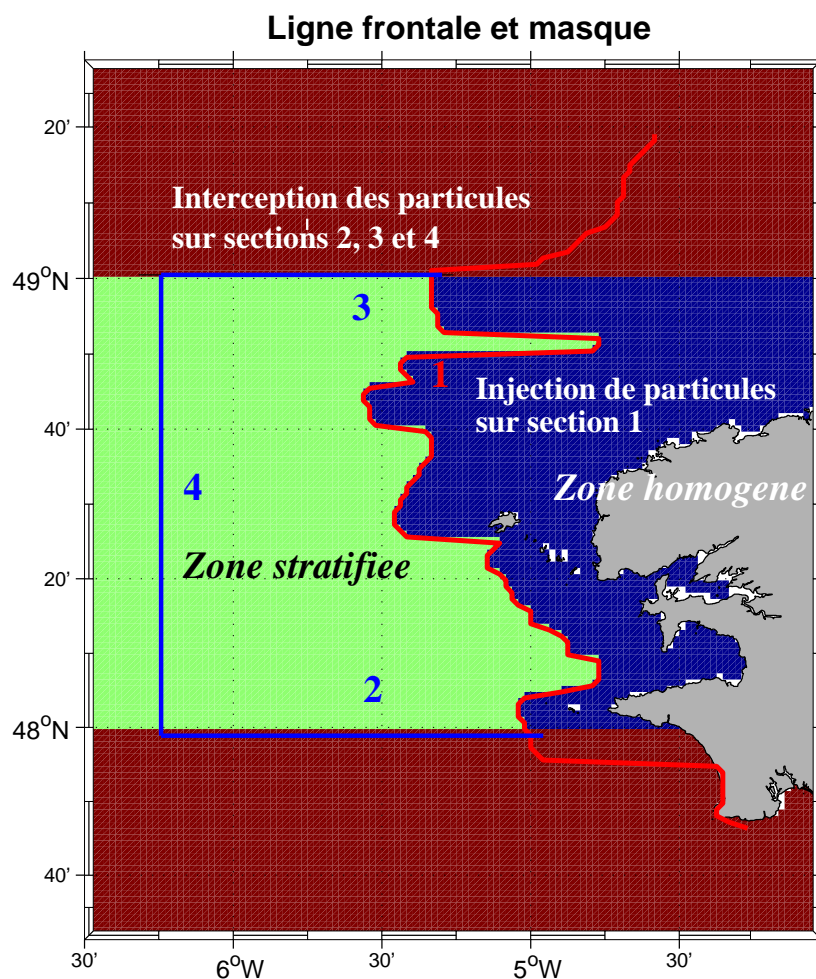 Ligne frontale et masque
20'
Interception des particules
sur sections 2, 3 et 4
49°N
3
1
Injection de particules
sur section 1
40'
4
Zone homogene
Zone stratifiee
20'
2
48°N
40'
30'
6°W
30'
5°W
30'